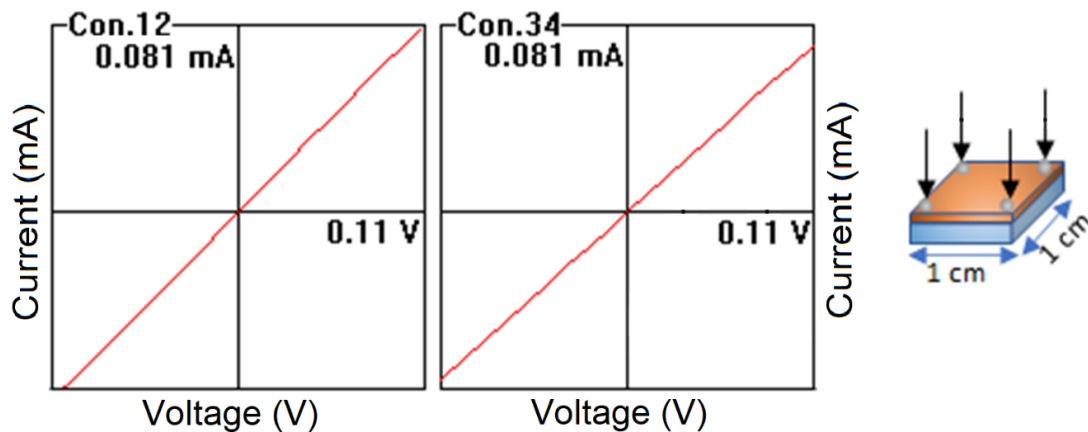 Con.12
0.081 mA
0.11 V
Current (mA)
Voltage (V)
Con.34
0.081 mA
0.11 V
Voltage (V)
Current (mA)
1 cm
1 cm